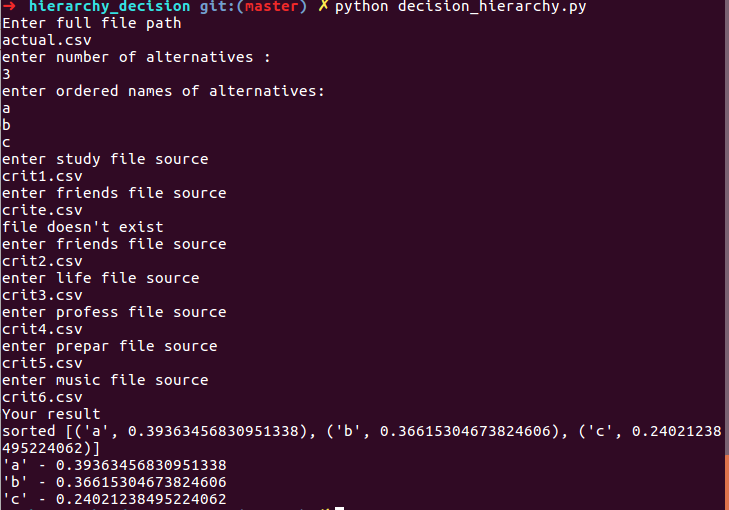 ➜ hierarchy_decision git:(master) ✗ python decision_hierarchy.py
Enter full file path
actual.csv
enter number of alternatives :
3
enter ordered names of alternatives:
a
b
c
enter study file source
crit1.csv
enter friends file source
crite.csv
file doesn't exist
enter friends file source
crit2.csv
enter life file source
crit3.csv
enter profess file source
crit4.csv
enter prepar file source
crit5.csv
enter music file source
crit6.csv
Your result
sorted [('a', 0.39363456830951338), ('b', 0.36615304673824606), ('c', 0.24021238
495224062)]
'a' - 0.39363456830951338
'b' - 0.36615304673824606
'c' - 0.24021238495224062